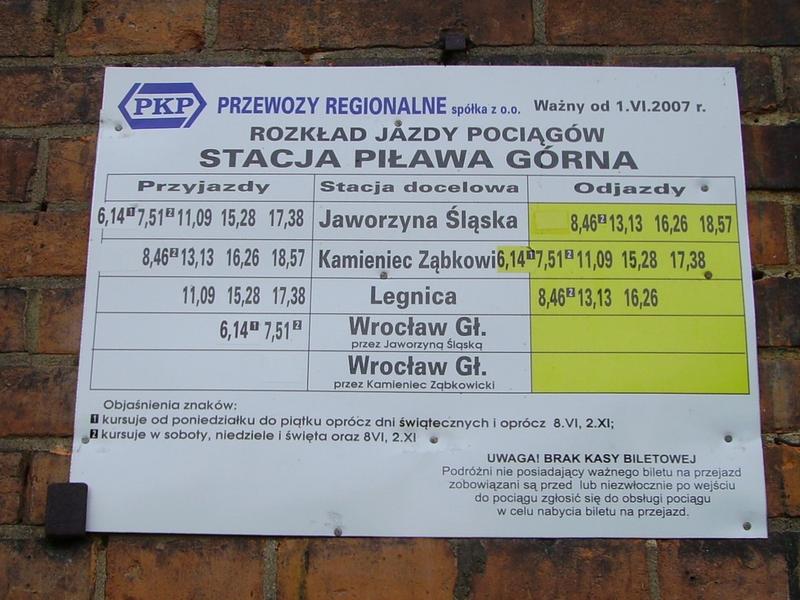 PKP PRZEWOZY REGIONALNE spółka z o.o. Ważny od 1.VI.2007 r.
ROZKŁAD JAZDY POCIĄGÓW
STACJA PIŁAWA GÓRNA
Przyjazdy Stacja docelowa Odjazdy
6,14 1 7,51 2 11,09 15,28 17,38 Jaworzyna Śląska 8,46 2 13,13 16,26 18,57
8,46 2 13,13 16,26 18,57 Kamieniec Ząbkowi 6,14 1 7,51 2 11,09 15,28 17,38
11,09 15,28 17,38 Legnica 8,46 2 13,13 16,26
6,14 1 7,51 2 Wrocław Gł.
przez Jaworzyną Śląską
Wrocław Gł.
przez Kamieniec Ząbkowicki
Objaśnienia znaków:
1 kursuje od poniedziałku do piątku oprócz dni świątecznych i oprócz 8.VI, 2.XI;
2 kursuje w soboty, niedziele i święta oraz 8VI, 2.XI
UWAGA! BRAK KASY BILETOWEJ
Podróżni nie posiadający ważnego biletu na przejazd
zobowiązani są przed lub niezwłocznie po wejściu
do pociągu zgłosić się do obsługi pociągu
w celu nabycia biletu na przejazd.